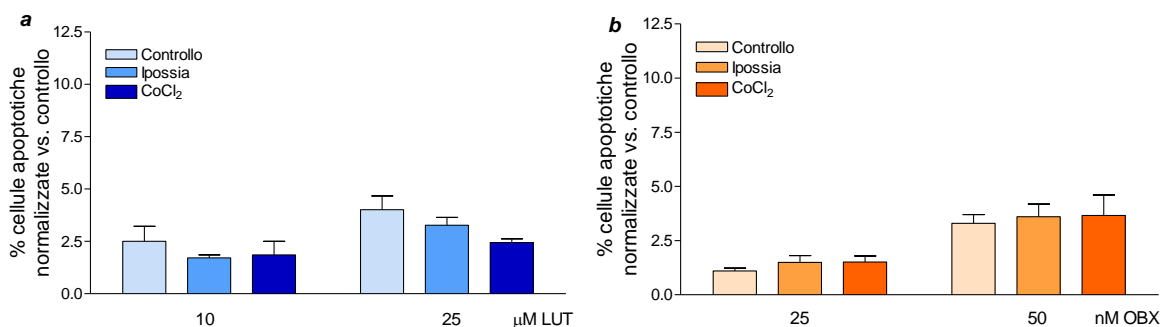 a
% cellule apoptotiche
normalizzate vs. controllo
12.5
10.0
7.5
5.0
2.5
0.0
Controllo
Ipossia
CoCl₂
10
25
μM LUT
b
% cellule apoptotiche
normalizzate vs. controllo
12.5
10.0
7.5
5.0
2.5
0.0
Controllo
Ipossia
CoCl₂
25
50
nM OBX